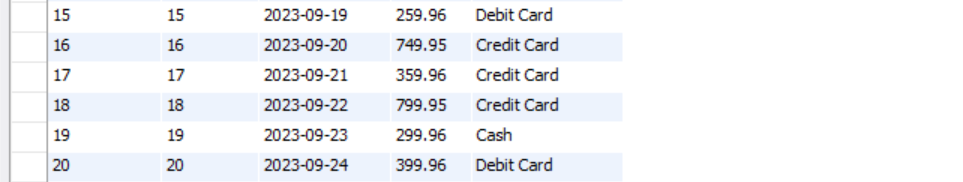 15 15 2023-09-19 259.96 Debit Card
16 16 2023-09-20 749.95 Credit Card
17 17 2023-09-21 359.96 Credit Card
18 18 2023-09-22 799.95 Credit Card
19 19 2023-09-23 299.96 Cash
20 20 2023-09-24 399.96 Debit Card